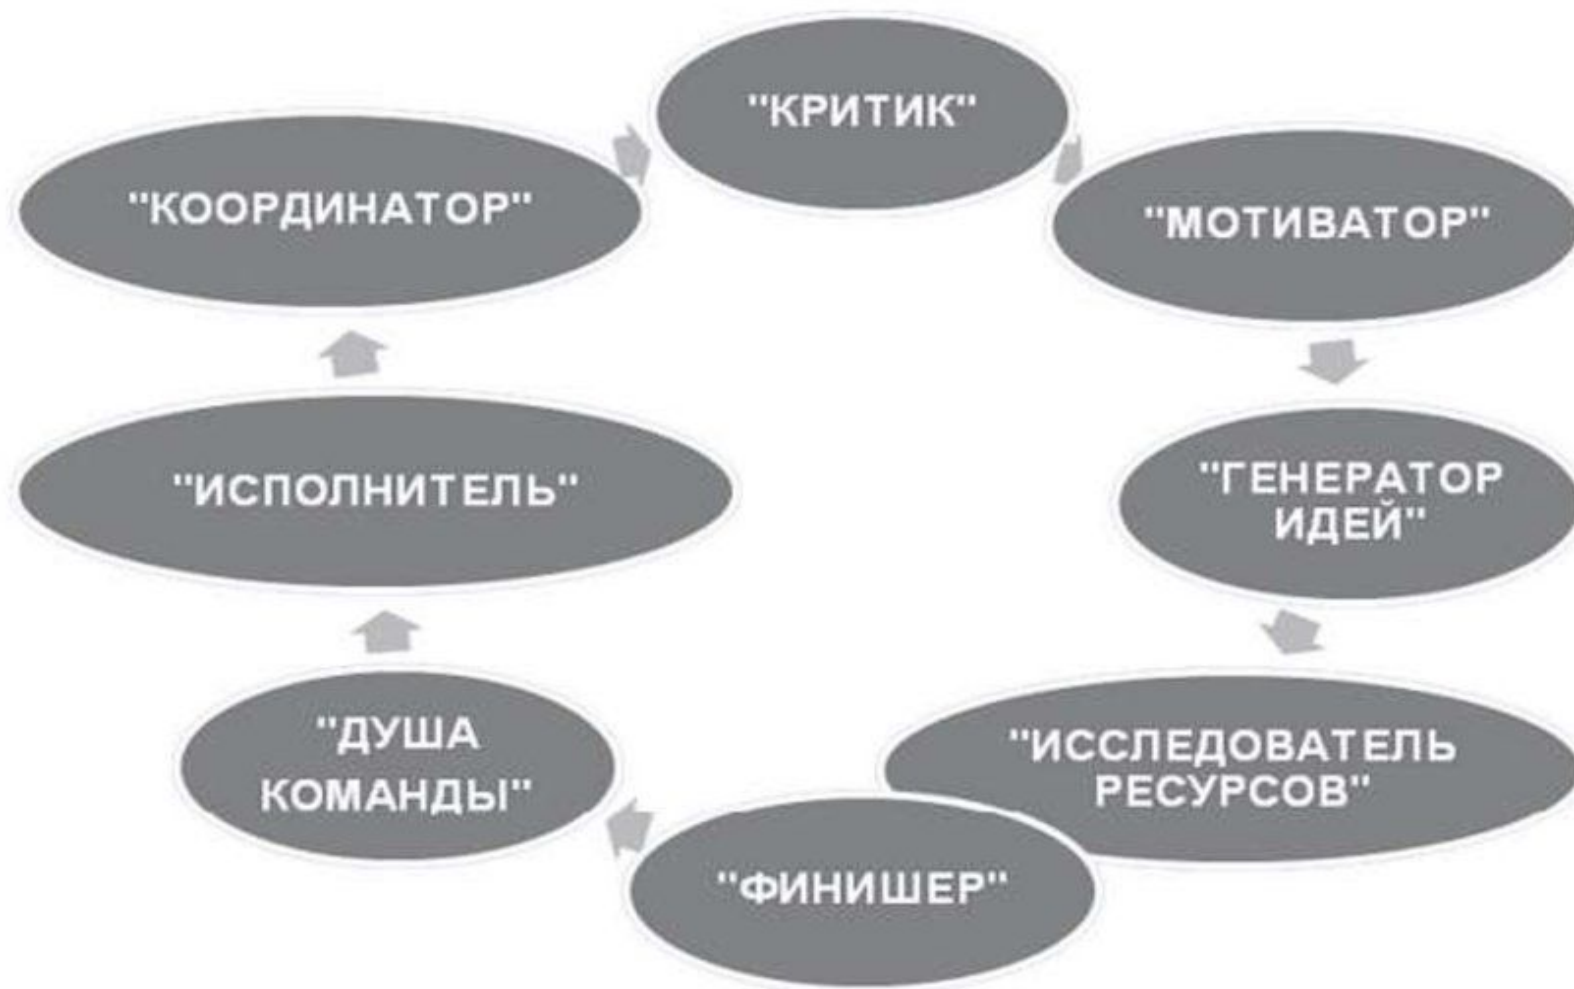 "КРИТИК"
"КООРДИНАТОР"
"МОТИВАТОР"
"ИСПОЛНИТЕЛЬ"
"ГЕНЕРАТОР
ИДЕЙ"
"ДУША
КОМАНДЫ"
"ИССЛЕДОВАТЕЛЬ
РЕСУРСОВ"
"ФИНИШЕР"